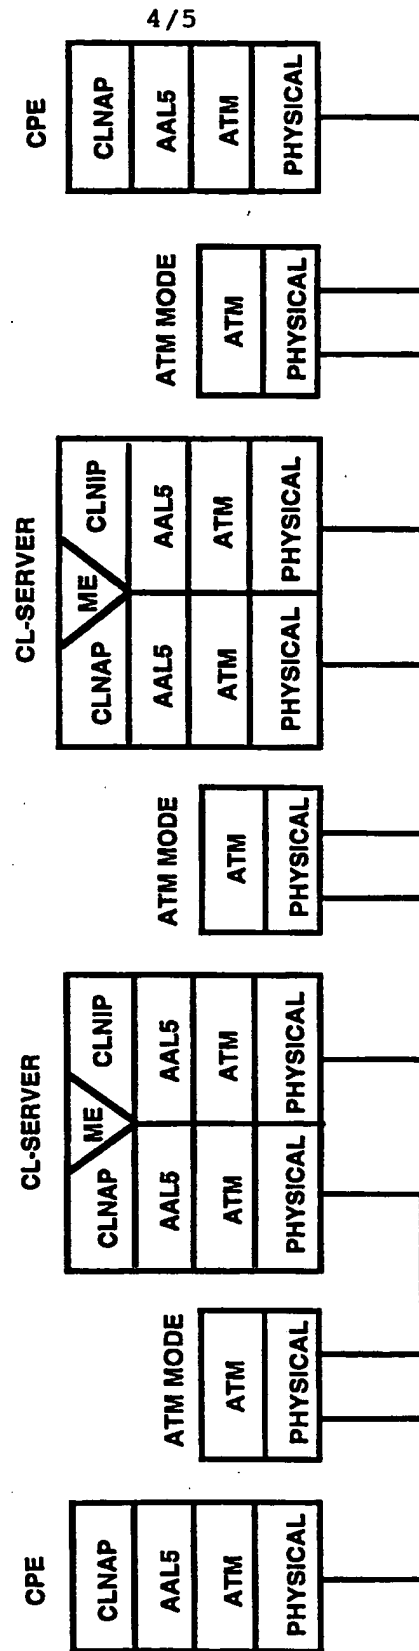 4/5
CPE
CLNAP
AAL5
ATM
PHYSICAL
ATM MODE
ATM
PHYSICAL
CL-SERVER
CLNAP
ME
CLNIP
AAL5
AAL5
ATM
ATM
PHYSICAL
PHYSICAL
ATM MODE
ATM
PHYSICAL
CL-SERVER
CLNAP
ME
CLNIP
AAL5
AAL5
ATM
ATM
PHYSICAL
PHYSICAL
ATM MODE
ATM
PHYSICAL
CPE
CLNAP
AAL5
ATM
PHYSICAL